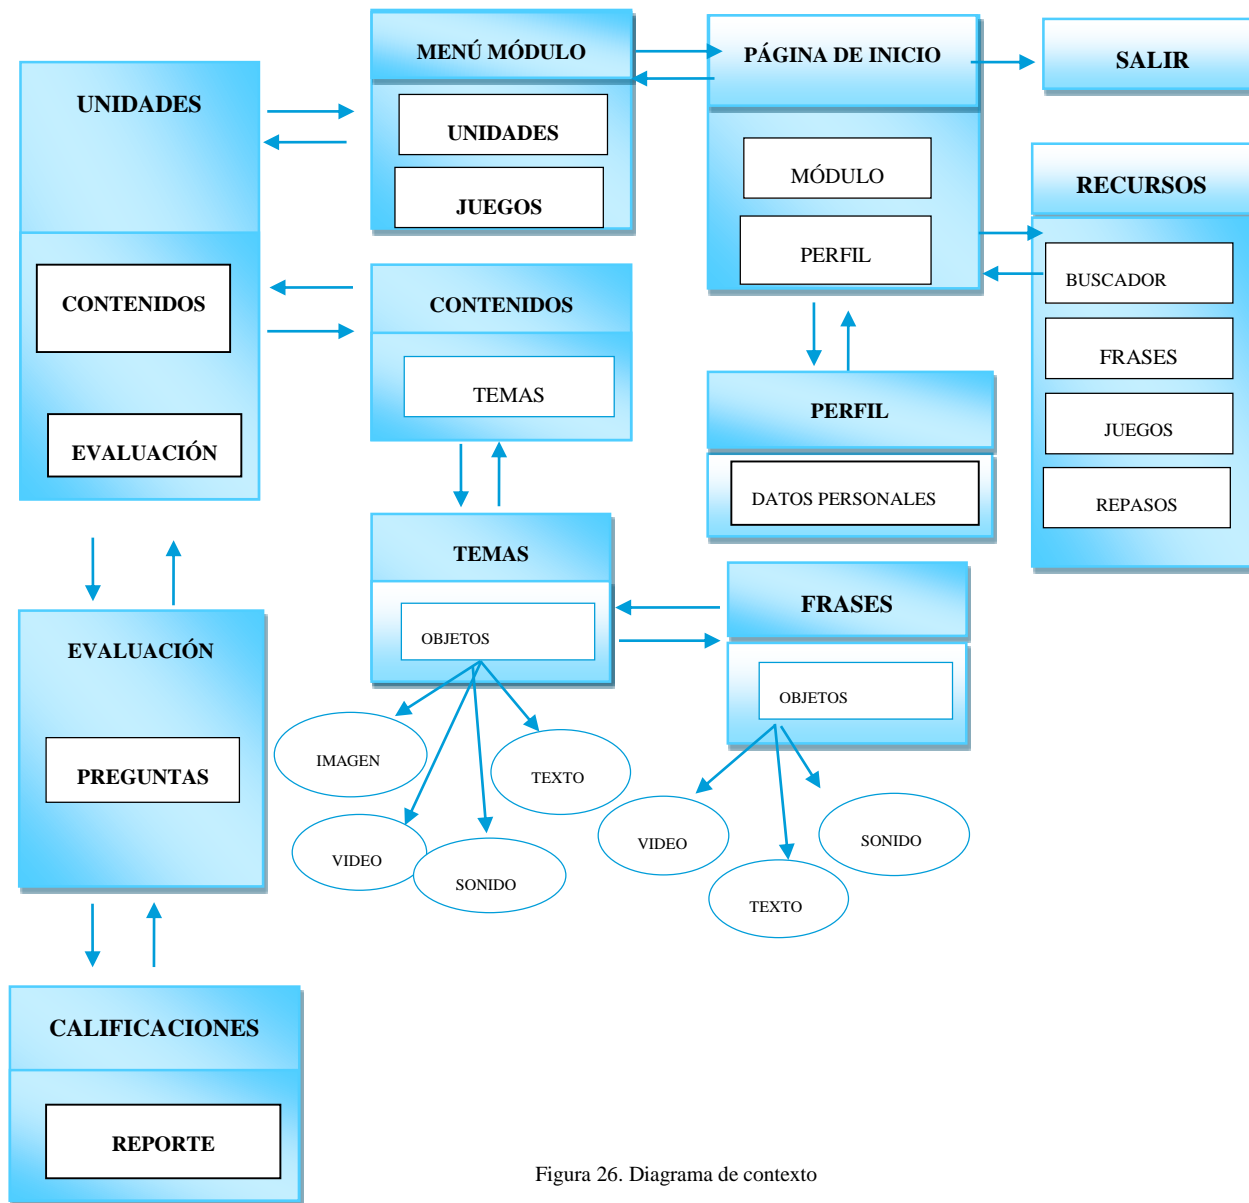 MENÚ MÓDULO
UNIDADES
JUEGOS
PÁGINA DE INICIO
MÓDULO
PERFIL
SALIR
UNIDADES
CONTENIDOS
EVALUACIÓN
RECURSOS
BUSCADOR
FRASES
JUEGOS
REPASOS
CONTENIDOS
TEMAS
PERFIL
DATOS PERSONALES
TEMAS
OBJETOS
IMAGEN
TEXTO
VIDEO
SONIDO
FRASES
OBJETOS
VIDEO
SONIDO
TEXTO
EVALUACIÓN
PREGUNTAS
CALIFICACIONES
REPORTE
Figura 26. Diagrama de contexto